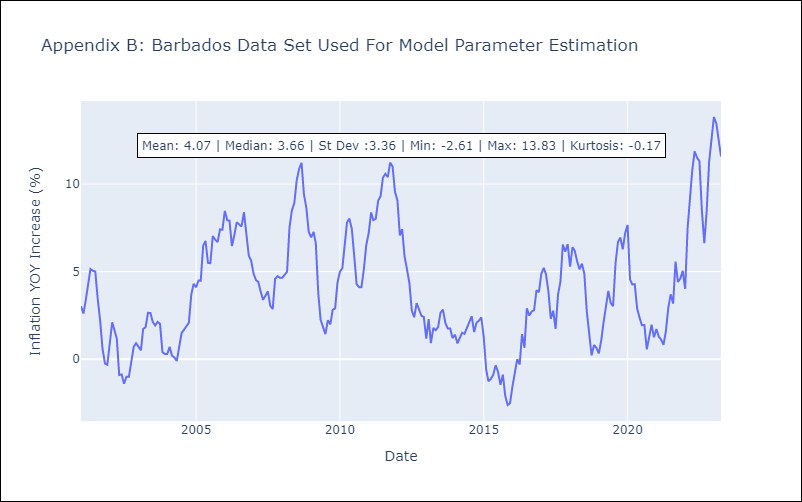 Appendix B: Barbados Data Set Used For Model Parameter Estimation
Mean: 4.07 | Median: 3.66 | St Dev :3.36 | Min: -2.61 | Max: 13.83 | Kurtosis: -0.17
Inflation YOY Increase (%)
10
5
0
2005
2010
2015
2020
Date